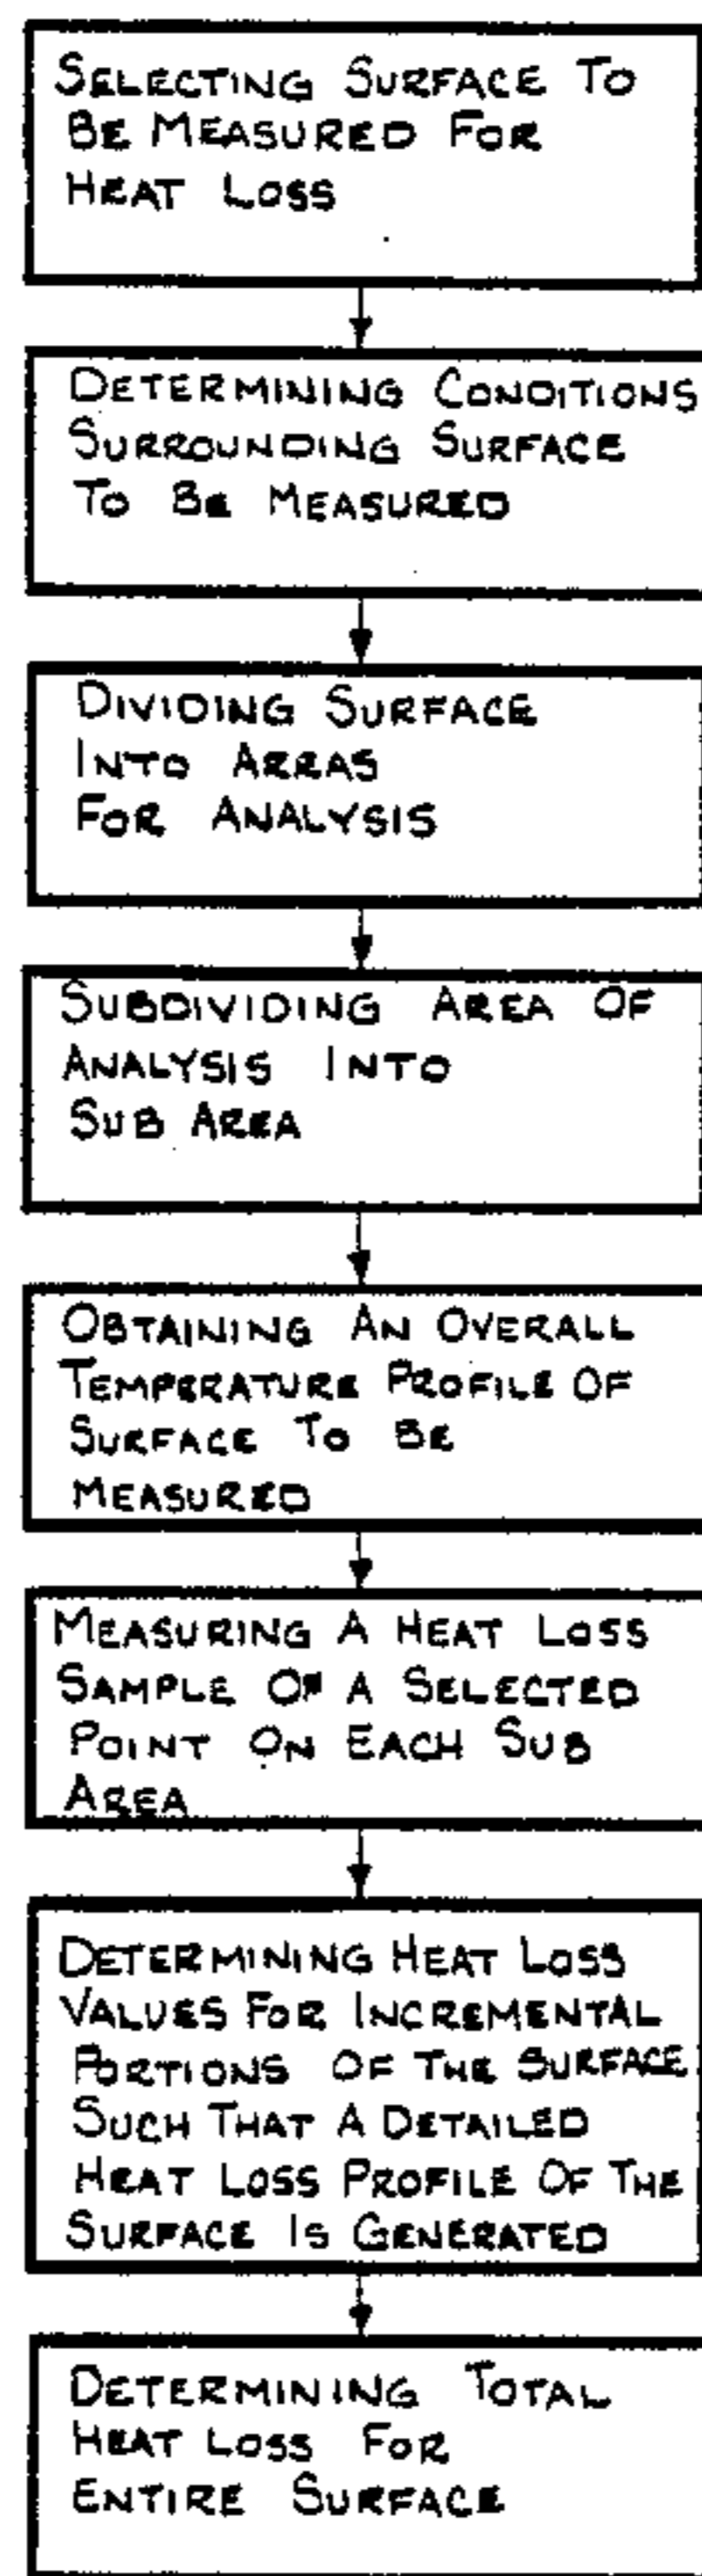 SELECTING SURFACE TO
BE MEASURED FOR
HEAT LOSS
DETERMINING CONDITIONS
SURROUNDING SURFACE
TO BE MEASURED
DIVIDING SURFACE
INTO AREAS
FOR ANALYSIS
SUBDIVIDING AREA OF
ANALYSIS INTO
SUB AREA
OBTAINING AN OVERALL
TEMPERATURE PROFILE OF
SURFACE TO BE
MEASURED
MEASURING A HEAT LOSS
SAMPLE OF A SELECTED
POINT ON EACH SUB
AREA
DETERMINING HEAT LOSS
VALUES FOR INCREMENTAL
PORTIONS OF THE SURFACE
SUCH THAT A DETAILED
HEAT LOSS PROFILE OF THE
SURFACE IS GENERATED
DETERMINING TOTAL
HEAT LOSS FOR
ENTIRE SURFACE